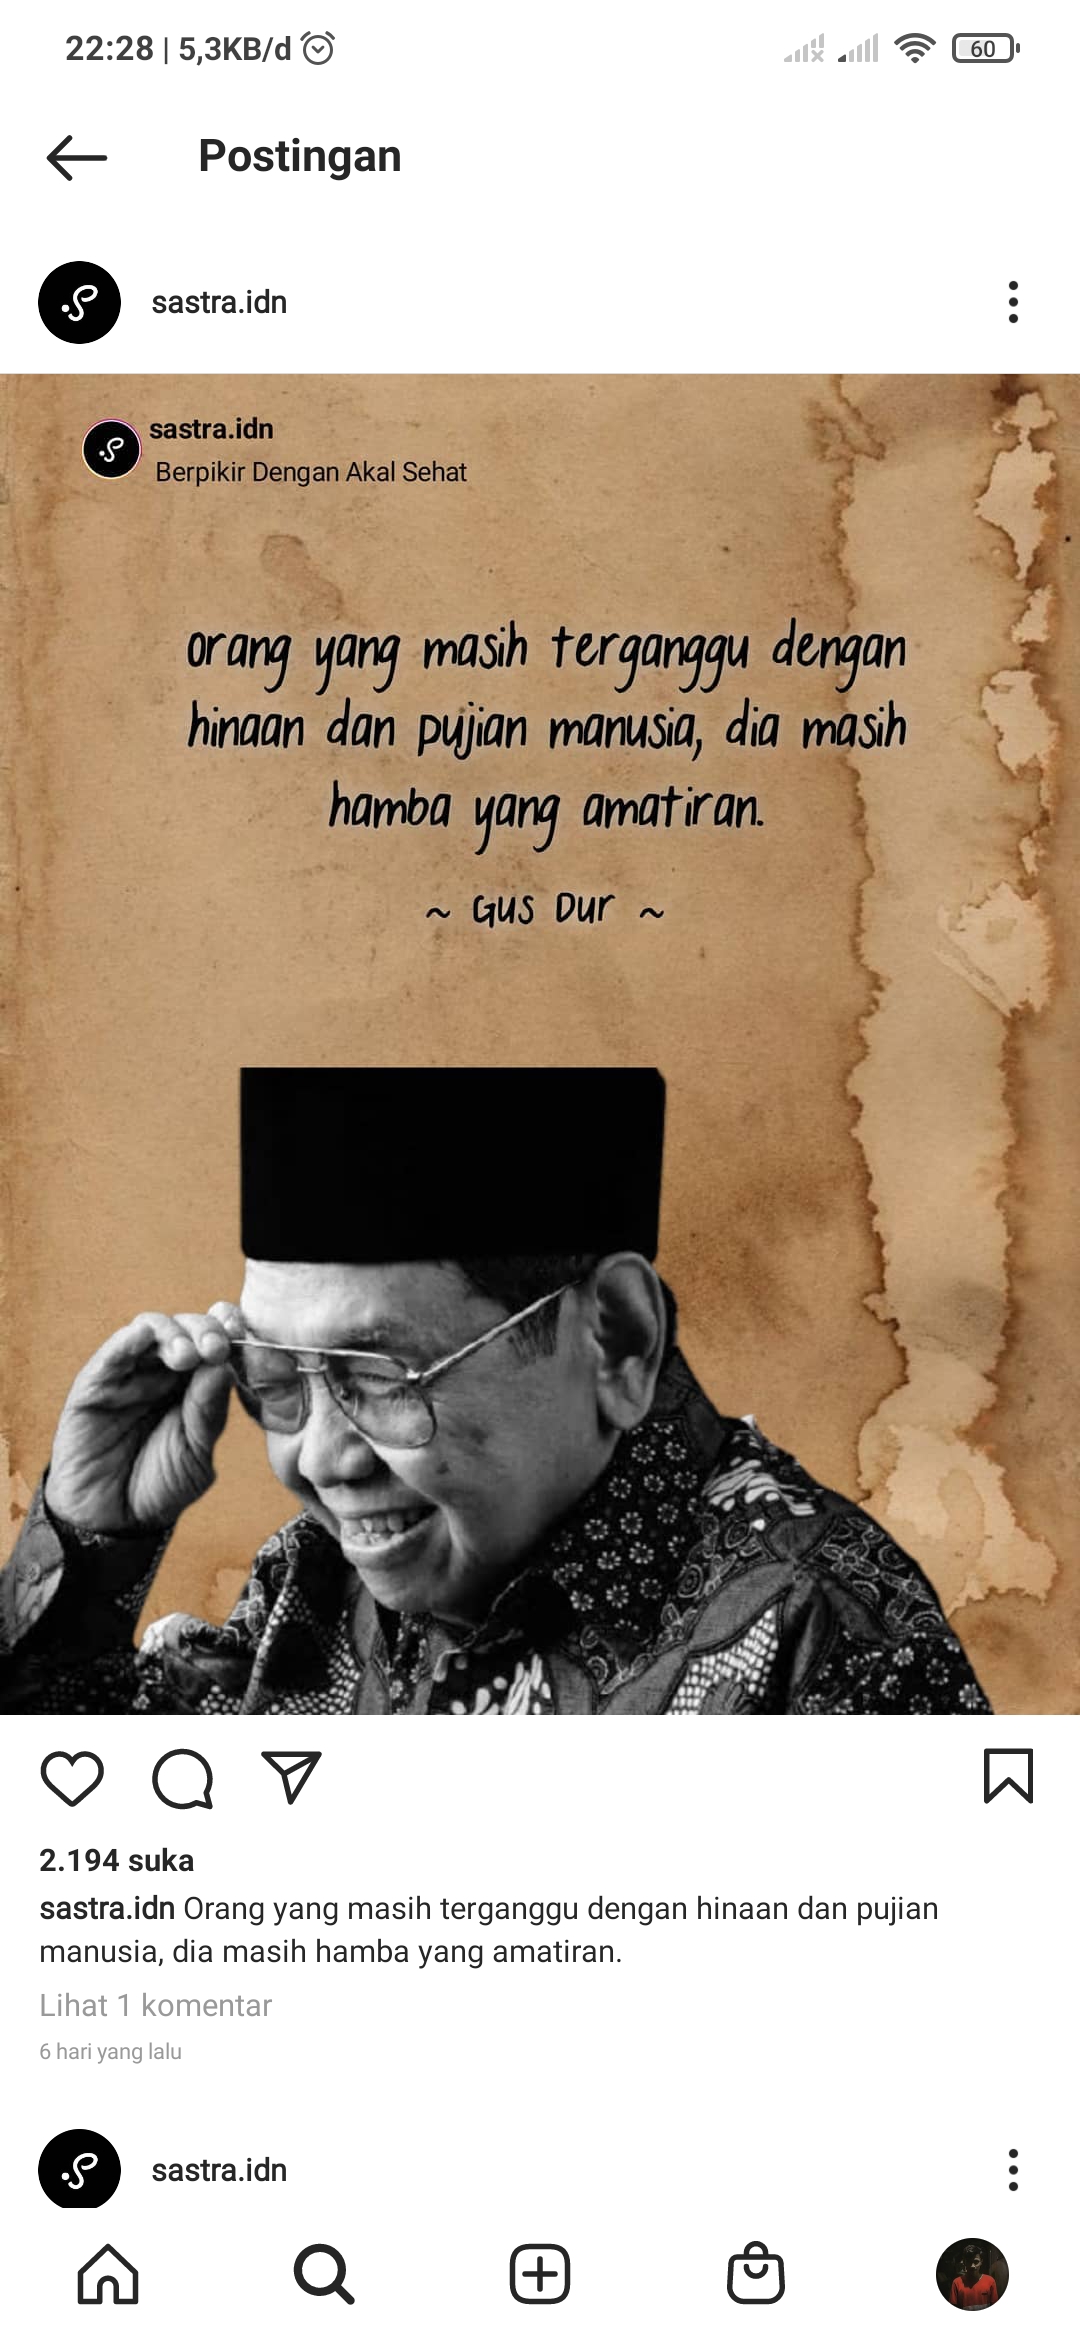 22:28 | 5,3KB/d
60
Postingan
sastra.idn
sastra.idn
Berpikir Dengan Akal Sehat
orang yang masih terganggu dengan
hinaan dan pujian manusia, dia masih
hamba yang amatiran.
~ Gus Dur ~
2.194 suka
sastra.idn Orang yang masih terganggu dengan hinaan dan pujian
manusia, dia masih hamba yang amatiran.
Lihat 1 komentar
6 hari yang lalu
sastra.idn